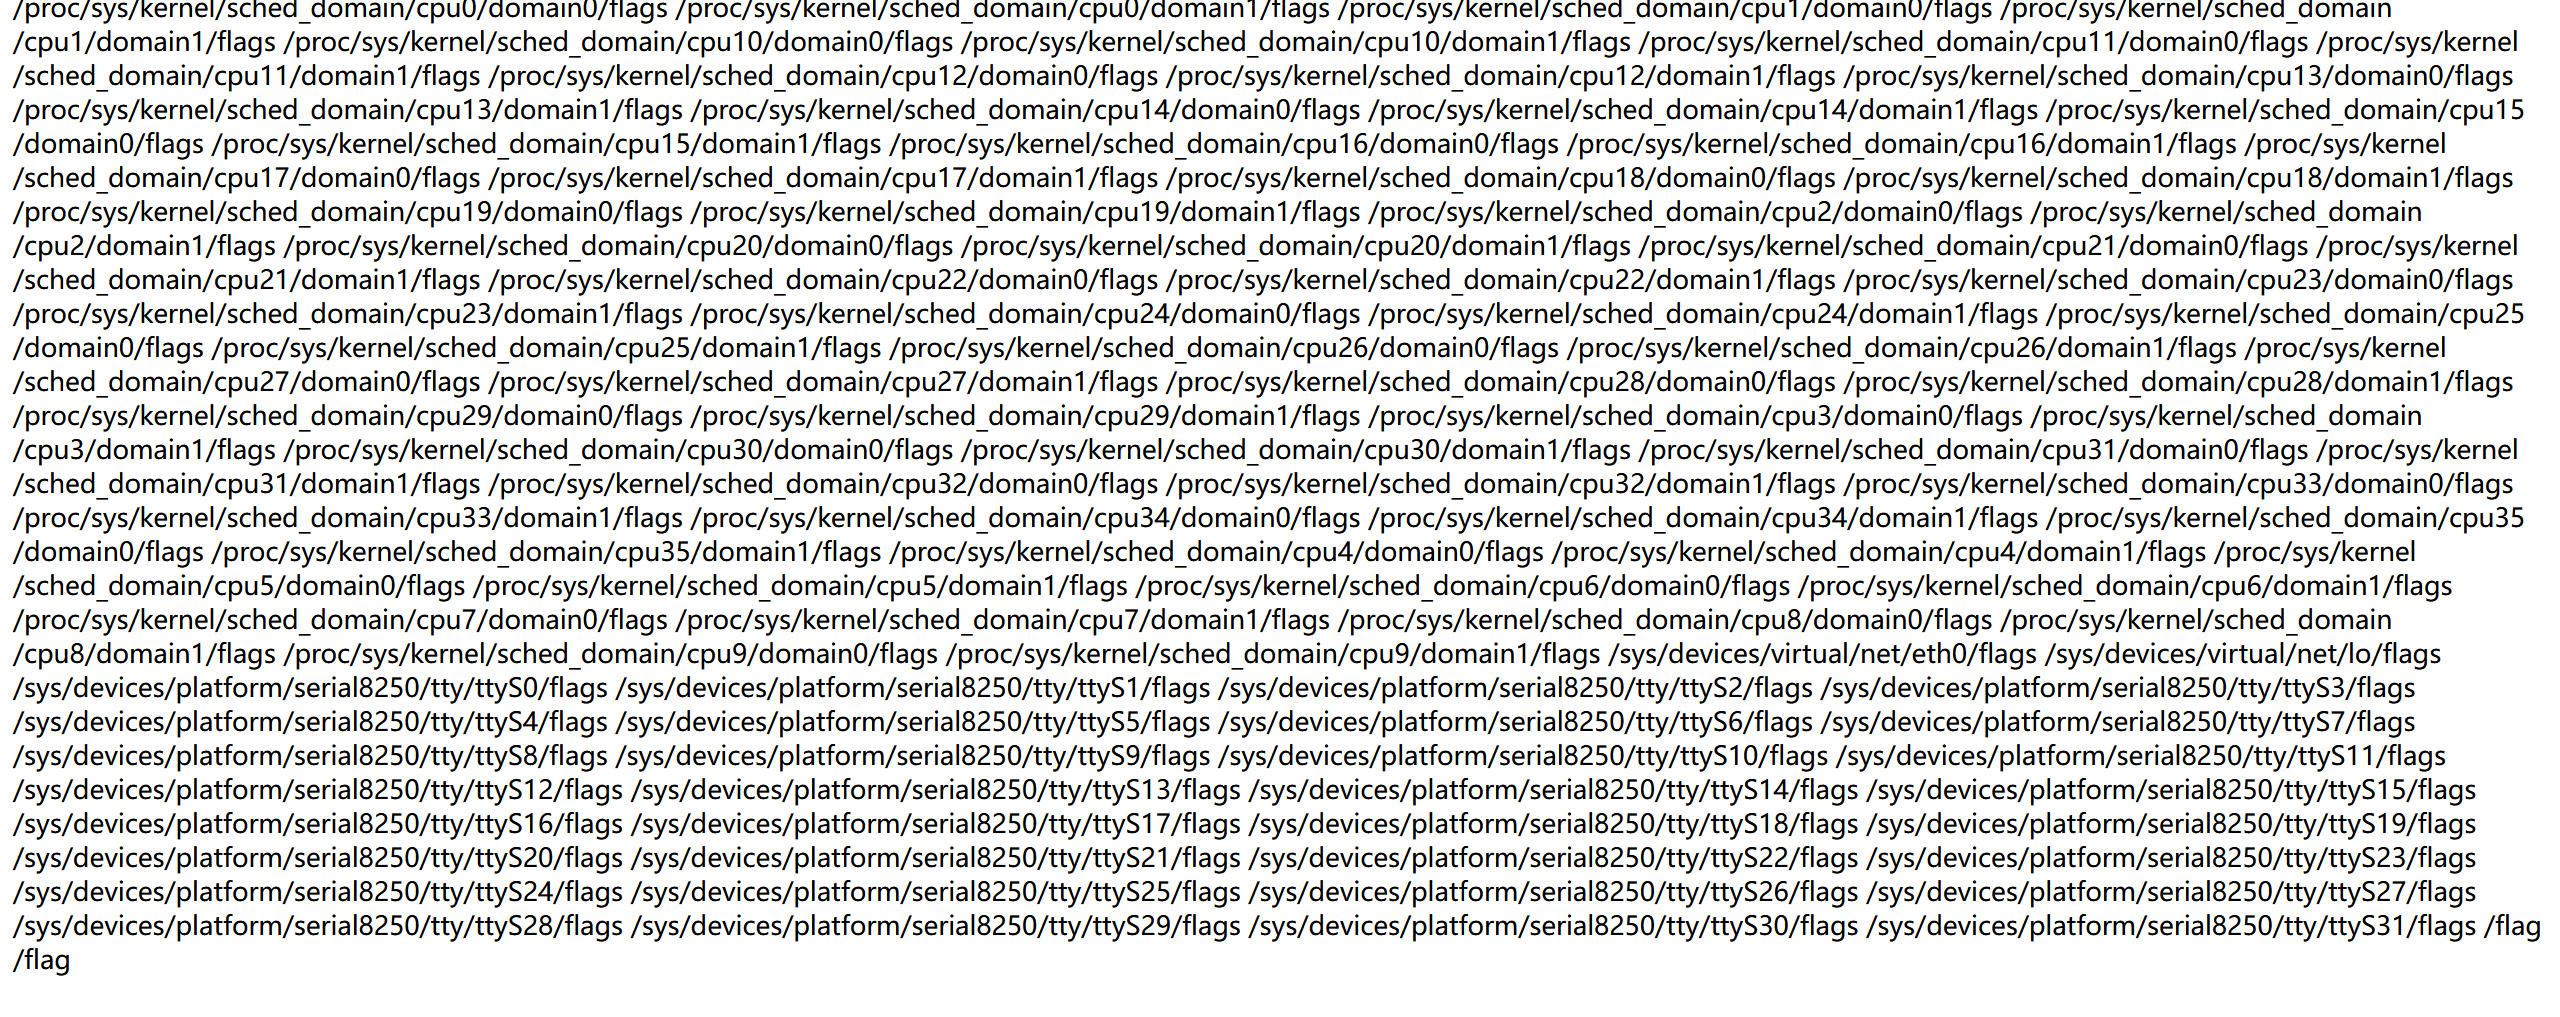 /proc/sys/kernel/sched_domain/cpu0/domain0/flags /proc/sys/kernel/sched_domain/cpu0/domain1/flags /proc/sys/kernel/sched_domain/cpu1/domain0/flags /proc/sys/kernel/sched_domain
/cpu1/domain1/flags /proc/sys/kernel/sched_domain/cpu10/domain0/flags /proc/sys/kernel/sched_domain/cpu10/domain1/flags /proc/sys/kernel/sched_domain/cpu11/domain0/flags /proc/sys/kernel
/sched_domain/cpu11/domain1/flags /proc/sys/kernel/sched_domain/cpu12/domain0/flags /proc/sys/kernel/sched_domain/cpu12/domain1/flags /proc/sys/kernel/sched_domain/cpu13/domain0/flags
/proc/sys/kernel/sched_domain/cpu13/domain1/flags /proc/sys/kernel/sched_domain/cpu14/domain0/flags /proc/sys/kernel/sched_domain/cpu14/domain1/flags /proc/sys/kernel/sched_domain/cpu15
/domain0/flags /proc/sys/kernel/sched_domain/cpu15/domain1/flags /proc/sys/kernel/sched_domain/cpu16/domain0/flags /proc/sys/kernel/sched_domain/cpu16/domain1/flags /proc/sys/kernel
/sched_domain/cpu17/domain0/flags /proc/sys/kernel/sched_domain/cpu17/domain1/flags /proc/sys/kernel/sched_domain/cpu18/domain0/flags /proc/sys/kernel/sched_domain/cpu18/domain1/flags
/proc/sys/kernel/sched_domain/cpu19/domain0/flags /proc/sys/kernel/sched_domain/cpu19/domain1/flags /proc/sys/kernel/sched_domain/cpu2/domain0/flags /proc/sys/kernel/sched_domain
/cpu2/domain1/flags /proc/sys/kernel/sched_domain/cpu20/domain0/flags /proc/sys/kernel/sched_domain/cpu20/domain1/flags /proc/sys/kernel/sched_domain/cpu21/domain0/flags /proc/sys/kernel
/sched_domain/cpu21/domain1/flags /proc/sys/kernel/sched_domain/cpu22/domain0/flags /proc/sys/kernel/sched_domain/cpu22/domain1/flags /proc/sys/kernel/sched_domain/cpu23/domain0/flags
/proc/sys/kernel/sched_domain/cpu23/domain1/flags /proc/sys/kernel/sched_domain/cpu24/domain0/flags /proc/sys/kernel/sched_domain/cpu24/domain1/flags /proc/sys/kernel/sched_domain/cpu25
/domain0/flags /proc/sys/kernel/sched_domain/cpu25/domain1/flags /proc/sys/kernel/sched_domain/cpu26/domain0/flags /proc/sys/kernel/sched_domain/cpu26/domain1/flags /proc/sys/kernel
/sched_domain/cpu27/domain0/flags /proc/sys/kernel/sched_domain/cpu27/domain1/flags /proc/sys/kernel/sched_domain/cpu28/domain0/flags /proc/sys/kernel/sched_domain/cpu28/domain1/flags
/proc/sys/kernel/sched_domain/cpu29/domain0/flags /proc/sys/kernel/sched_domain/cpu29/domain1/flags /proc/sys/kernel/sched_domain/cpu3/domain0/flags /proc/sys/kernel/sched_domain
/cpu3/domain1/flags /proc/sys/kernel/sched_domain/cpu30/domain0/flags /proc/sys/kernel/sched_domain/cpu30/domain1/flags /proc/sys/kernel/sched_domain/cpu31/domain0/flags /proc/sys/kernel
/sched_domain/cpu31/domain1/flags /proc/sys/kernel/sched_domain/cpu32/domain0/flags /proc/sys/kernel/sched_domain/cpu32/domain1/flags /proc/sys/kernel/sched_domain/cpu33/domain0/flags
/proc/sys/kernel/sched_domain/cpu33/domain1/flags /proc/sys/kernel/sched_domain/cpu34/domain0/flags /proc/sys/kernel/sched_domain/cpu34/domain1/flags /proc/sys/kernel/sched_domain/cpu35
/domain0/flags /proc/sys/kernel/sched_domain/cpu35/domain1/flags /proc/sys/kernel/sched_domain/cpu4/domain0/flags /proc/sys/kernel/sched_domain/cpu4/domain1/flags /proc/sys/kernel
/sched_domain/cpu5/domain0/flags /proc/sys/kernel/sched_domain/cpu5/domain1/flags /proc/sys/kernel/sched_domain/cpu6/domain0/flags /proc/sys/kernel/sched_domain/cpu6/domain1/flags
/proc/sys/kernel/sched_domain/cpu7/domain0/flags /proc/sys/kernel/sched_domain/cpu7/domain1/flags /proc/sys/kernel/sched_domain/cpu8/domain0/flags /proc/sys/kernel/sched_domain
/cpu8/domain1/flags /proc/sys/kernel/sched_domain/cpu9/domain0/flags /proc/sys/kernel/sched_domain/cpu9/domain1/flags /sys/devices/virtual/net/eth0/flags /sys/devices/virtual/net/lo/flags
/sys/devices/platform/serial8250/tty/ttyS0/flags /sys/devices/platform/serial8250/tty/ttyS1/flags /sys/devices/platform/serial8250/tty/ttyS2/flags /sys/devices/platform/serial8250/tty/ttyS3/flags
/sys/devices/platform/serial8250/tty/ttyS4/flags /sys/devices/platform/serial8250/tty/ttyS5/flags /sys/devices/platform/serial8250/tty/ttyS6/flags /sys/devices/platform/serial8250/tty/ttyS7/flags
/sys/devices/platform/serial8250/tty/ttyS8/flags /sys/devices/platform/serial8250/tty/ttyS9/flags /sys/devices/platform/serial8250/tty/ttyS10/flags /sys/devices/platform/serial8250/tty/ttyS11/flags
/sys/devices/platform/serial8250/tty/ttyS12/flags /sys/devices/platform/serial8250/tty/ttyS13/flags /sys/devices/platform/serial8250/tty/ttyS14/flags /sys/devices/platform/serial8250/tty/ttyS15/flags
/sys/devices/platform/serial8250/tty/ttyS16/flags /sys/devices/platform/serial8250/tty/ttyS17/flags /sys/devices/platform/serial8250/tty/ttyS18/flags /sys/devices/platform/serial8250/tty/ttyS19/flags
/sys/devices/platform/serial8250/tty/ttyS20/flags /sys/devices/platform/serial8250/tty/ttyS21/flags /sys/devices/platform/serial8250/tty/ttyS22/flags /sys/devices/platform/serial8250/tty/ttyS23/flags
/sys/devices/platform/serial8250/tty/ttyS24/flags /sys/devices/platform/serial8250/tty/ttyS25/flags /sys/devices/platform/serial8250/tty/ttyS26/flags /sys/devices/platform/serial8250/tty/ttyS27/flags
/sys/devices/platform/serial8250/tty/ttyS28/flags /sys/devices/platform/serial8250/tty/ttyS29/flags /sys/devices/platform/serial8250/tty/ttyS30/flags /sys/devices/platform/serial8250/tty/ttyS31/flags /flag
/flag